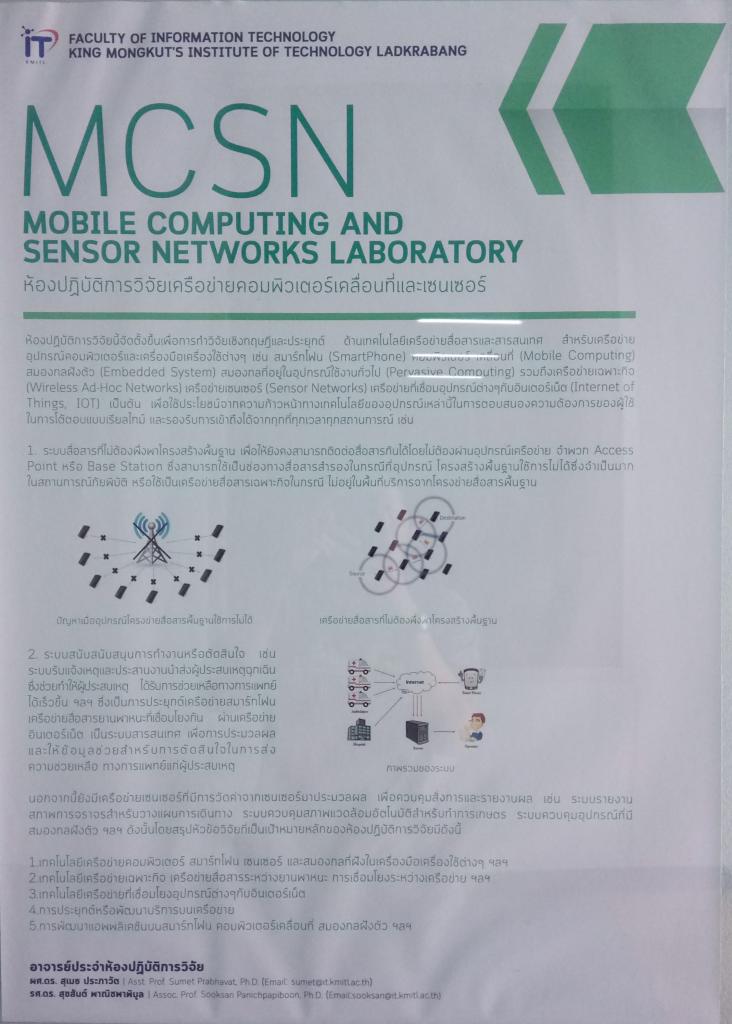 iT
KMITL
FACULTY OF INFORMATION TECHNOLOGY
KING MONGKUT'S INSTITUTE OF TECHNOLOGY LADKRABANG
MCSN
MOBILE COMPUTING AND
SENSOR NETWORKS LABORATORY
ห้องปฏิบัติการวิจัยเครือข่ายคอมพิวเตอร์เคลื่อนที่และเซนเซอร์
ห้องปฏิบัติการวิจัยนี้จัดตั้งขึ้นเพื่อการทำวิจัยเชิงทฤษฎีและประยุกต์ ด้านเทคโนโลยีเครือข่ายสื่อสารและสารสนเทศ สำหรับเครือข่าย
อุปกรณ์คอมพิวเตอร์และเครื่องมือเครื่องใช้ต่างๆ เช่น สมาร์ทโฟน (SmartPhone) คอมพิวเตอร์ เคลื่อนที่ (Mobile Computing)
สมองกลฝังตัว (Embedded System) สมองกลที่อยู่ในอุปกรณ์ใช้งานทั่วไป (Pervasive Computing) รวมถึงเครือข่ายเฉพาะกิจ
(Wireless Ad-Hoc Networks) เครือข่ายเซนเซอร์ (Sensor Networks) เครือข่ายที่เชื่อมอุปกรณ์ต่างๆกับอินเตอร์เน็ต (Internet of
Things, IOT) เป็นต้น เพื่อใช้ประโยชน์จากความก้าวหน้าทางเทคโนโลยีของอุปกรณ์เหล่านี้ในการตอบสนองความต้องการของผู้ใช้
ในการโต้ตอบแบบเรียลไทม์ และรองรับการเข้าถึงได้จากทุกที่ทุกเวลาทุกสถานการณ์ เช่น
1. ระบบสื่อสารที่ไม่ต้องพึ่งพาโครงสร้างพื้นฐาน เพื่อให้ยังคงสามารถติดต่อสื่อสารกันได้โดยไม่ต้องผ่านอุปกรณ์เครือข่าย จำพวก Access
Point หรือ Base Station ซึ่งสามารถใช้เป็นช่องทางสื่อสารสำรองในกรณีที่อุปกรณ์ โครงสร้างพื้นฐานใช้การไม่ได้ซึ่งจำเป็นมาก
ในสถานการณ์ภัยพิบัติ หรือใช้เป็นเครือข่ายสื่อสารเฉพาะกิจในกรณี ไม่อยู่ในพื้นที่บริการจากโครงข่ายสื่อสารพื้นฐาน
Destination
Source
ปัญหาเมื่ออุปกรณ์โครงข่ายสื่อสารพื้นฐานใช้การไม่ได้
เครือข่ายสื่อสารที่ไม่ต้องพึ่งพาโครงสร้างพื้นฐาน
2. ระบบสนับสนับสนุนการทำงานหรือตัดสินใจ เช่น
ระบบรับแจ้งเหตุและประสานงานนำส่งผู้ประสบเหตุฉุกเฉิน
ซึ่งช่วยทำให้ผู้ประสบเหตุ ได้รับการช่วยเหลือทางการแพทย์
ได้เร็วขึ้น ฯลฯ ซึ่งเป็นการประยุกต์เครือข่ายสมาร์ทโฟน
เครือข่ายสื่อสารยานพาหนะที่เชื่อมโยงกัน ผ่านเครือข่าย
อินเตอร์เน็ต เป็นระบบสารสนเทศ เพื่อการประมวลผล
และให้ข้อมูลช่วยสำหรับการตัดสินใจในการส่ง
ความช่วยเหลือ ทางการแพทย์แก่ผู้ประสบเหตุ
Internet
Smart Phone
Ambulance
Hospital
Server
Operator
ภาพรวมของระบบ
นอกจากนี้ยังมีเครือข่ายเซนเซอร์ที่มีการวัดค่าจากเซนเซอร์มาประมวลผล เพื่อควบคุมสั่งการและรายงานผล เช่น ระบบรายงาน
สภาพการจราจรสำหรับวางแผนการเดินทาง ระบบควบคุมสภาพแวดล้อมอัตโนมัติสำหรับทำการเกษตร ระบบควบคุมอุปกรณ์ที่มี
สมองกลฝังตัว ฯลฯ ดังนั้นโดยสรุปหัวข้อวิจัยที่เป็นเป้าหมายหลักของห้องปฏิบัติการวิจัยมีดังนี้
1.เทคโนโลยีเครือข่ายคอมพิวเตอร์ สมาร์ทโฟน เซนเซอร์ และสมองกลที่ฝังในเครื่องมือเครื่องใช้ต่างๆ ฯลฯ
2.เทคโนโลยีเครือข่ายเฉพาะกิจ เครือข่ายสื่อสารระหว่างยานพาหนะ การเชื่อมโยงระหว่างเครือข่าย ฯลฯ
3.เทคโนโลยีเครือข่ายที่เชื่อมโยงอุปกรณ์ต่างๆกับอินเตอร์เน็ต
4.การประยุกต์หรือพัฒนาบริการบนเครือข่าย
5.การพัฒนาแอพพลิเคชันบนสมาร์ทโฟน คอมพิวเตอร์เคลื่อนที่ สมองกลฝังตัว ฯลฯ
อาจารย์ประจำห้องปฏิบัติการวิจัย
ผศ.ดร. สุเมธ ประภาวัต | Asst. Prof. Sumet Prabhavat, Ph.D. (Email: sumet@it.kmitl.ac.th)
รศ.ดร. สุขสันต์ พาณิชพาพิบูล | Assoc. Prof. Sooksan Panichpapiboon, Ph.D. (Email:sooksan@it.kmitl.ac.th)